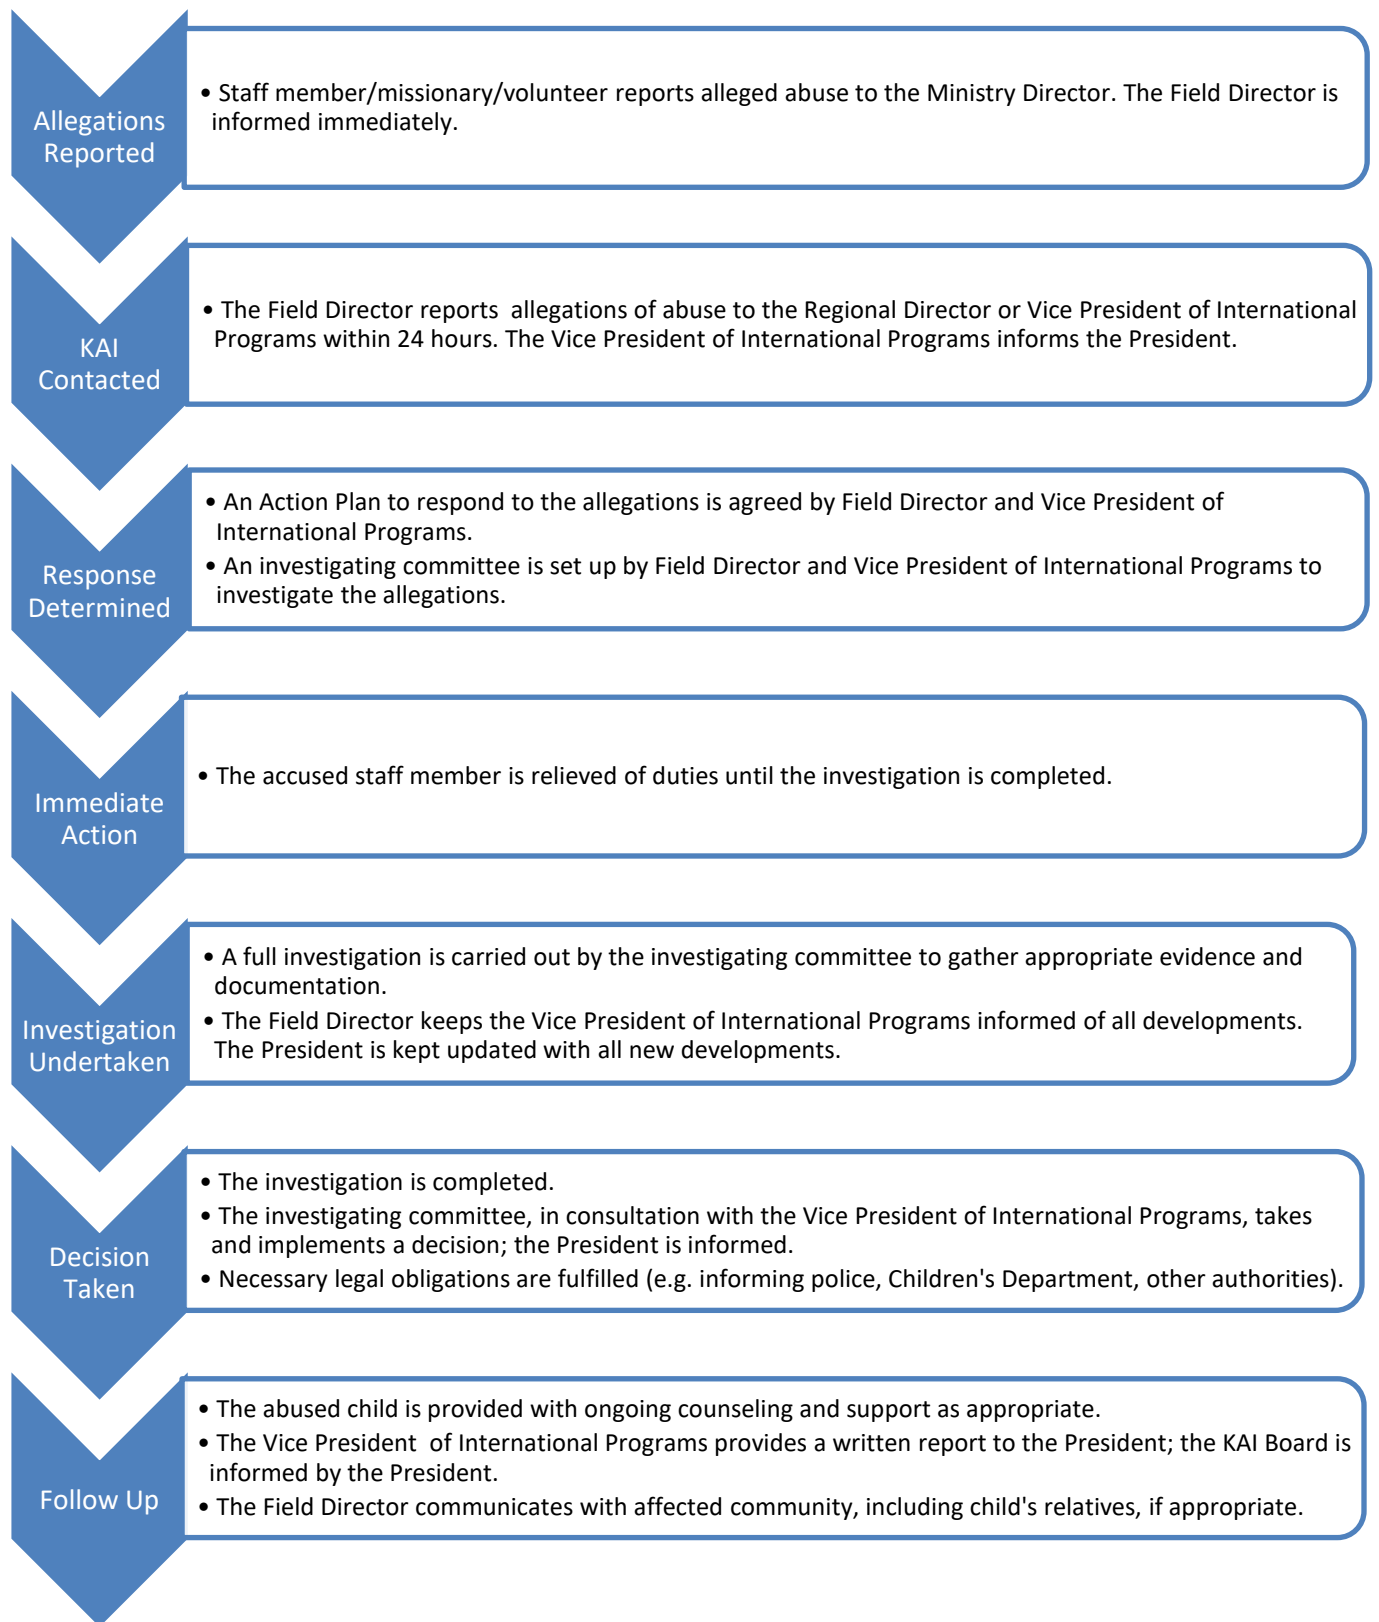 Allegations
Reported
• Staff member/missionary/volunteer reports alleged abuse to the Ministry Director. The Field Director is
informed immediately.
KAI
Contacted
• The Field Director reports  allegations of abuse to the Regional Director or Vice President of International
Programs within 24 hours. The Vice President of International Programs informs the President.
Response
Determined
• An Action Plan to respond to the allegations is agreed by Field Director and Vice President of
International Programs.
• An investigating committee is set up by Field Director and Vice President of International Programs to
investigate the allegations.
Immediate
Action
• The accused staff member is relieved of duties until the investigation is completed.
Investigation
Undertaken
• A full investigation is carried out by the investigating committee to gather appropriate evidence and
documentation.
• The Field Director keeps the Vice President of International Programs informed of all developments.
The President is kept updated with all new developments.
Decision
Taken
• The investigation is completed.
• The investigating committee, in consultation with the Vice President of International Programs, takes
and implements a decision; the President is informed.
• Necessary legal obligations are fulfilled (e.g. informing police, Children's Department, other authorities).
Follow Up
• The abused child is provided with ongoing counseling and support as appropriate.
• The Vice President  of International Programs provides a written report to the President; the KAI Board is
informed by the President.
• The Field Director communicates with affected community, including child's relatives, if appropriate.